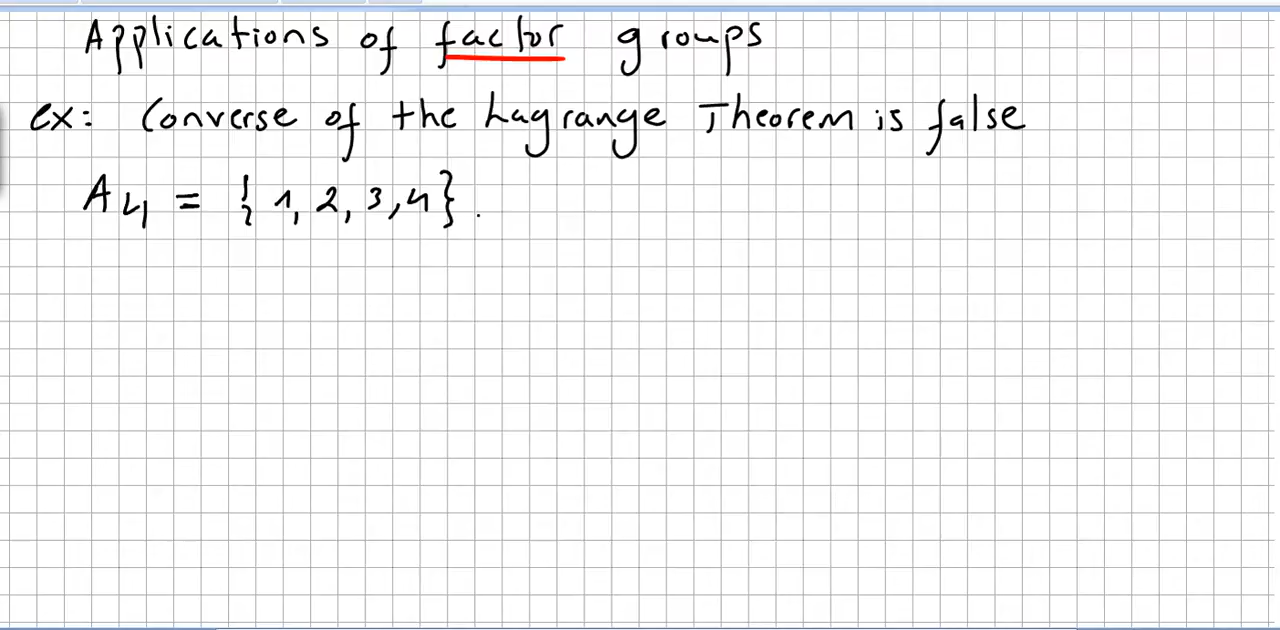 Applications of factor groups
ex: Converse of the Lagrange Theorem is false
A4 = { 1, 2, 3, 4 } .